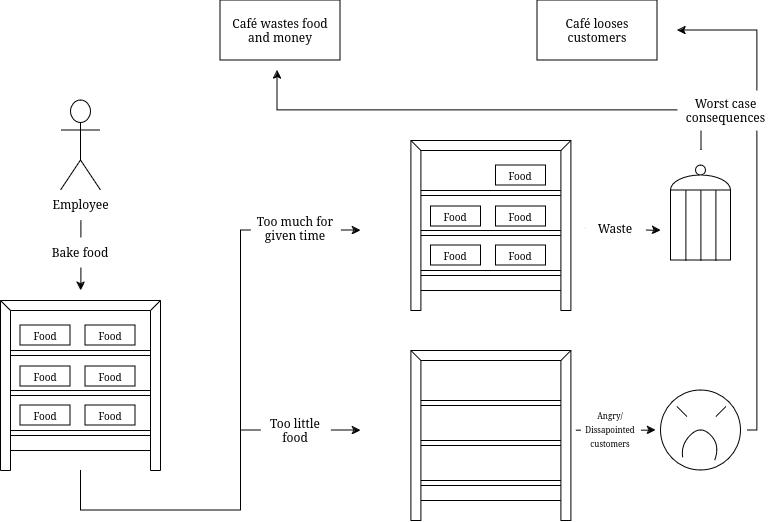 Café wastes food
and money
Café looses
customers
Worst case
consequences
Employee
Bake food
Too much for
given time
Food
Food
Food
Food
Food
Waste
Food
Food
Food
Food
Food
Food
Too little
food
Angry/
Dissapointed
customers